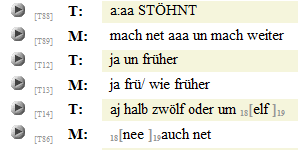 [T88] T: a:aa STÖHNT
[T89] M: mach net aaa un mach weiter
[T12] T: ja un früher
[T13] M: ja frü/ wie früher
[T14] T: aj halb zwölf oder um 18[elf ]19
[T86] M: 18[nee ]19auch net